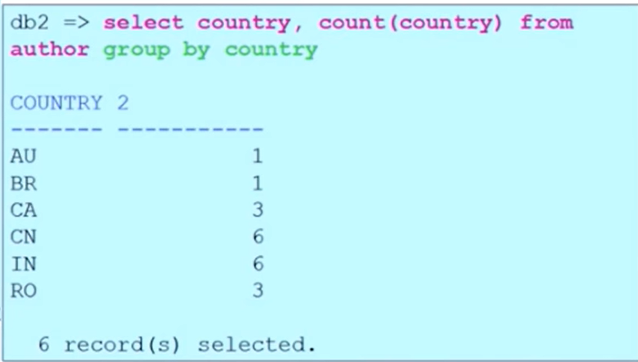 db2 => select country, count(country) from
author group by country
COUNTRY 2
------- -----------
AU 1
BR 1
CA 3
CN 6
IN 6
RO 3
6 record(s) selected.